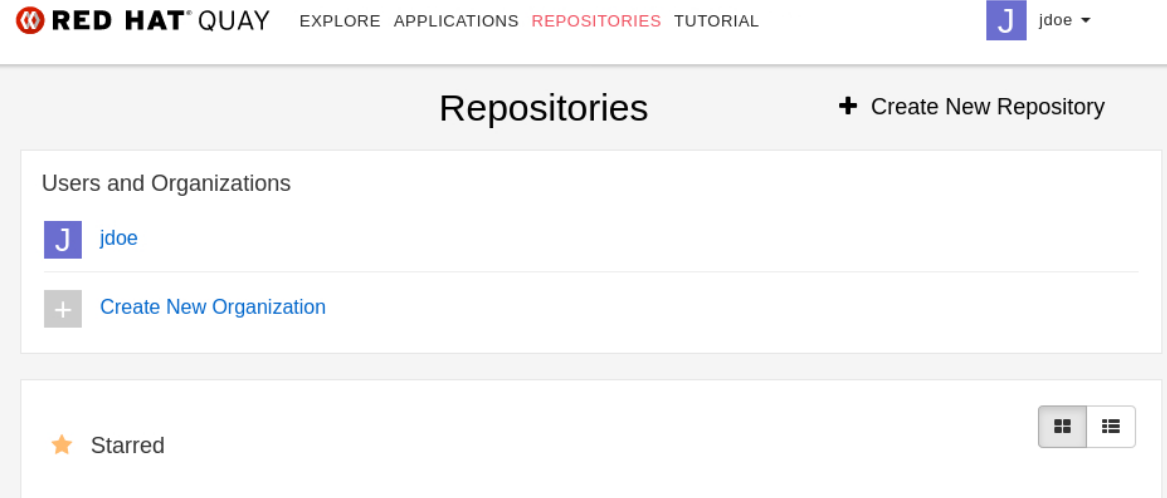 RED HAT® QUAY EXPLORE APPLICATIONS REPOSITORIES TUTORIAL J jdoe
Repositories + Create New Repository
Users and Organizations
J jdoe
+ Create New Organization
Starred